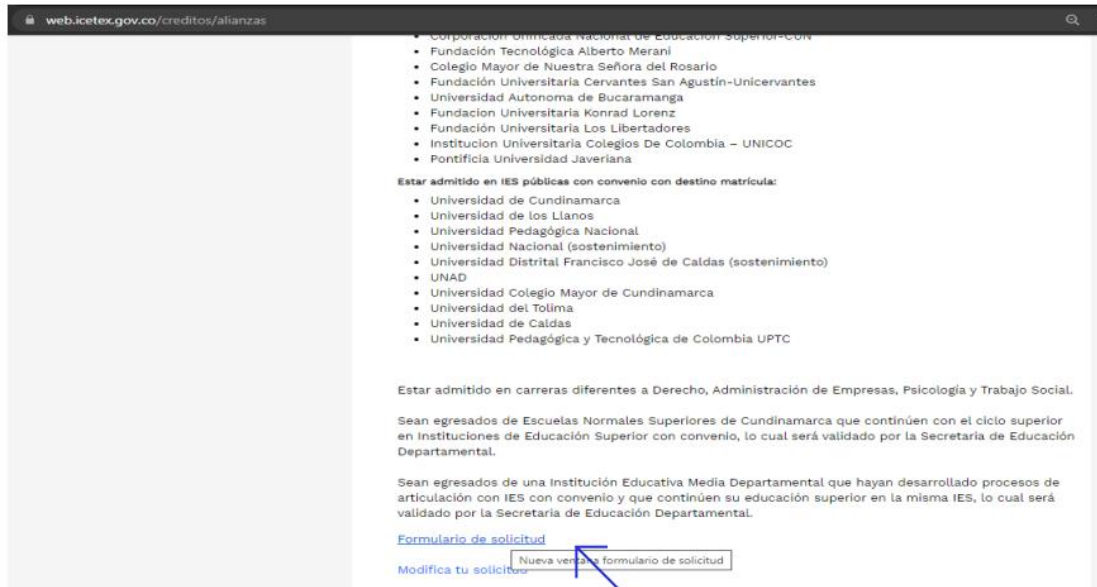 web.icetex.gov.co/creditos/alianzas
Corporación Unificada Nacional de Educación Superior-CUN
• Fundación Tecnológica Alberto Merani
• Colegio Mayor de Nuestra Señora del Rosario
• Fundación Universitaria Cervantes San Agustín-Unicervantes
• Universidad Autonoma de Bucaramanga
• Fundacion Universitaria Konrad Lorenz
• Fundación Universitaria Los Libertadores
• Institucion Universitaria Colegios De Colombia – UNICOC
• Pontificia Universidad Javeriana
Estar admitido en IES públicas con convenio con destino matrícula:
• Universidad de Cundinamarca
• Universidad de los Llanos
• Universidad Pedagógica Nacional
• Universidad Nacional (sostenimiento)
• Universidad Distrital Francisco José de Caldas (sostenimiento)
• UNAD
• Universidad Colegio Mayor de Cundinamarca
• Universidad del Tolima
• Universidad de Caldas
• Universidad Pedagógica y Tecnológica de Colombia UPTC
Estar admitido en carreras diferentes a Derecho, Administración de Empresas, Psicología y Trabajo Social.
Sean egresados de Escuelas Normales Superiores de Cundinamarca que continúen con el ciclo superior
en Instituciones de Educación Superior con convenio, lo cual será validado por la Secretaria de Educación
Departamental.
Sean egresados de una Institución Educativa Media Departamental que hayan desarrollado procesos de
articulación con IES con convenio y que continúen su educación superior en la misma IES, lo cual será
validado por la Secretaria de Educación Departamental.
Formulario de solicitud
Nueva ventana formulario de solicitud
Modifica tu solicitud